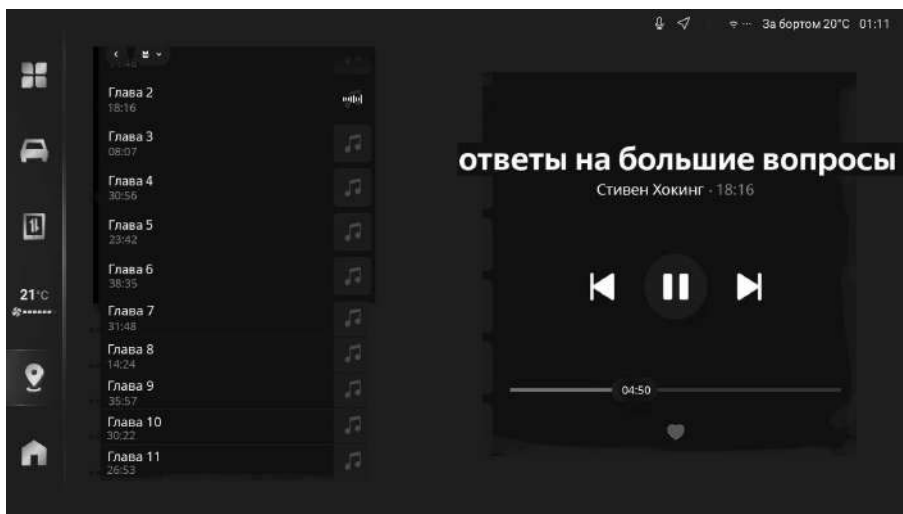 За бортом 20°C 01:11
Глава 2
18:16
Глава 3
08:07
Глава 4
30:56
Глава 5
23:42
Глава 6
38:35
Глава 7
31:48
Глава 8
14:24
Глава 9
35:57
Глава 10
30:22
Глава 11
26:53
21°C
ответы на большие вопросы
Стивен Хокинг · 18:16
04:50